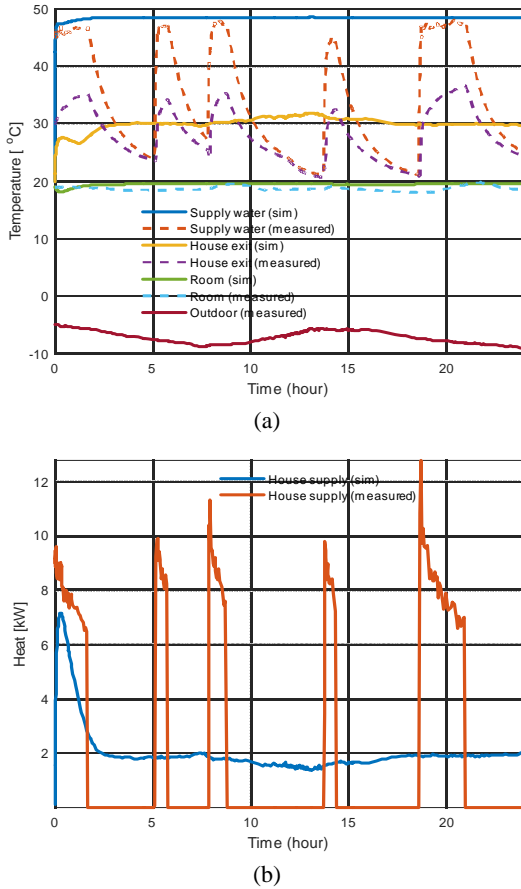 50
40
30
20
10
0
-10
Temperature [ °C]
Supply water (sim)
Supply water (measured)
House exit (sim)
House exit (measured)
Room (sim)
Room (measured)
Outdoor (measured)
0 5 10 15 20
Time (hour)
(a)
12
10
8
6
4
2
Heat [kW]
House supply (sim)
House supply (measured)
0 5 10 15 20
Time (hour)
(b)